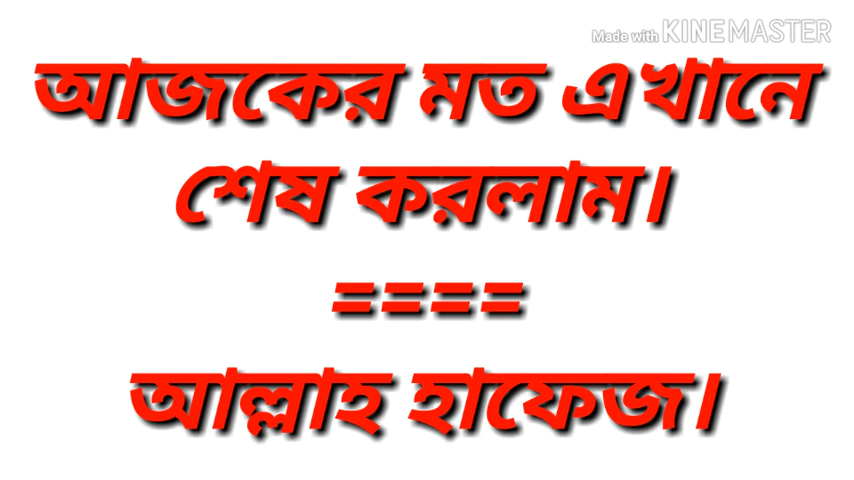 Made with KINEMASTER
আজকের মত এখানে
শেষ করলাম।
====
আল্লাহ হাফেজ।